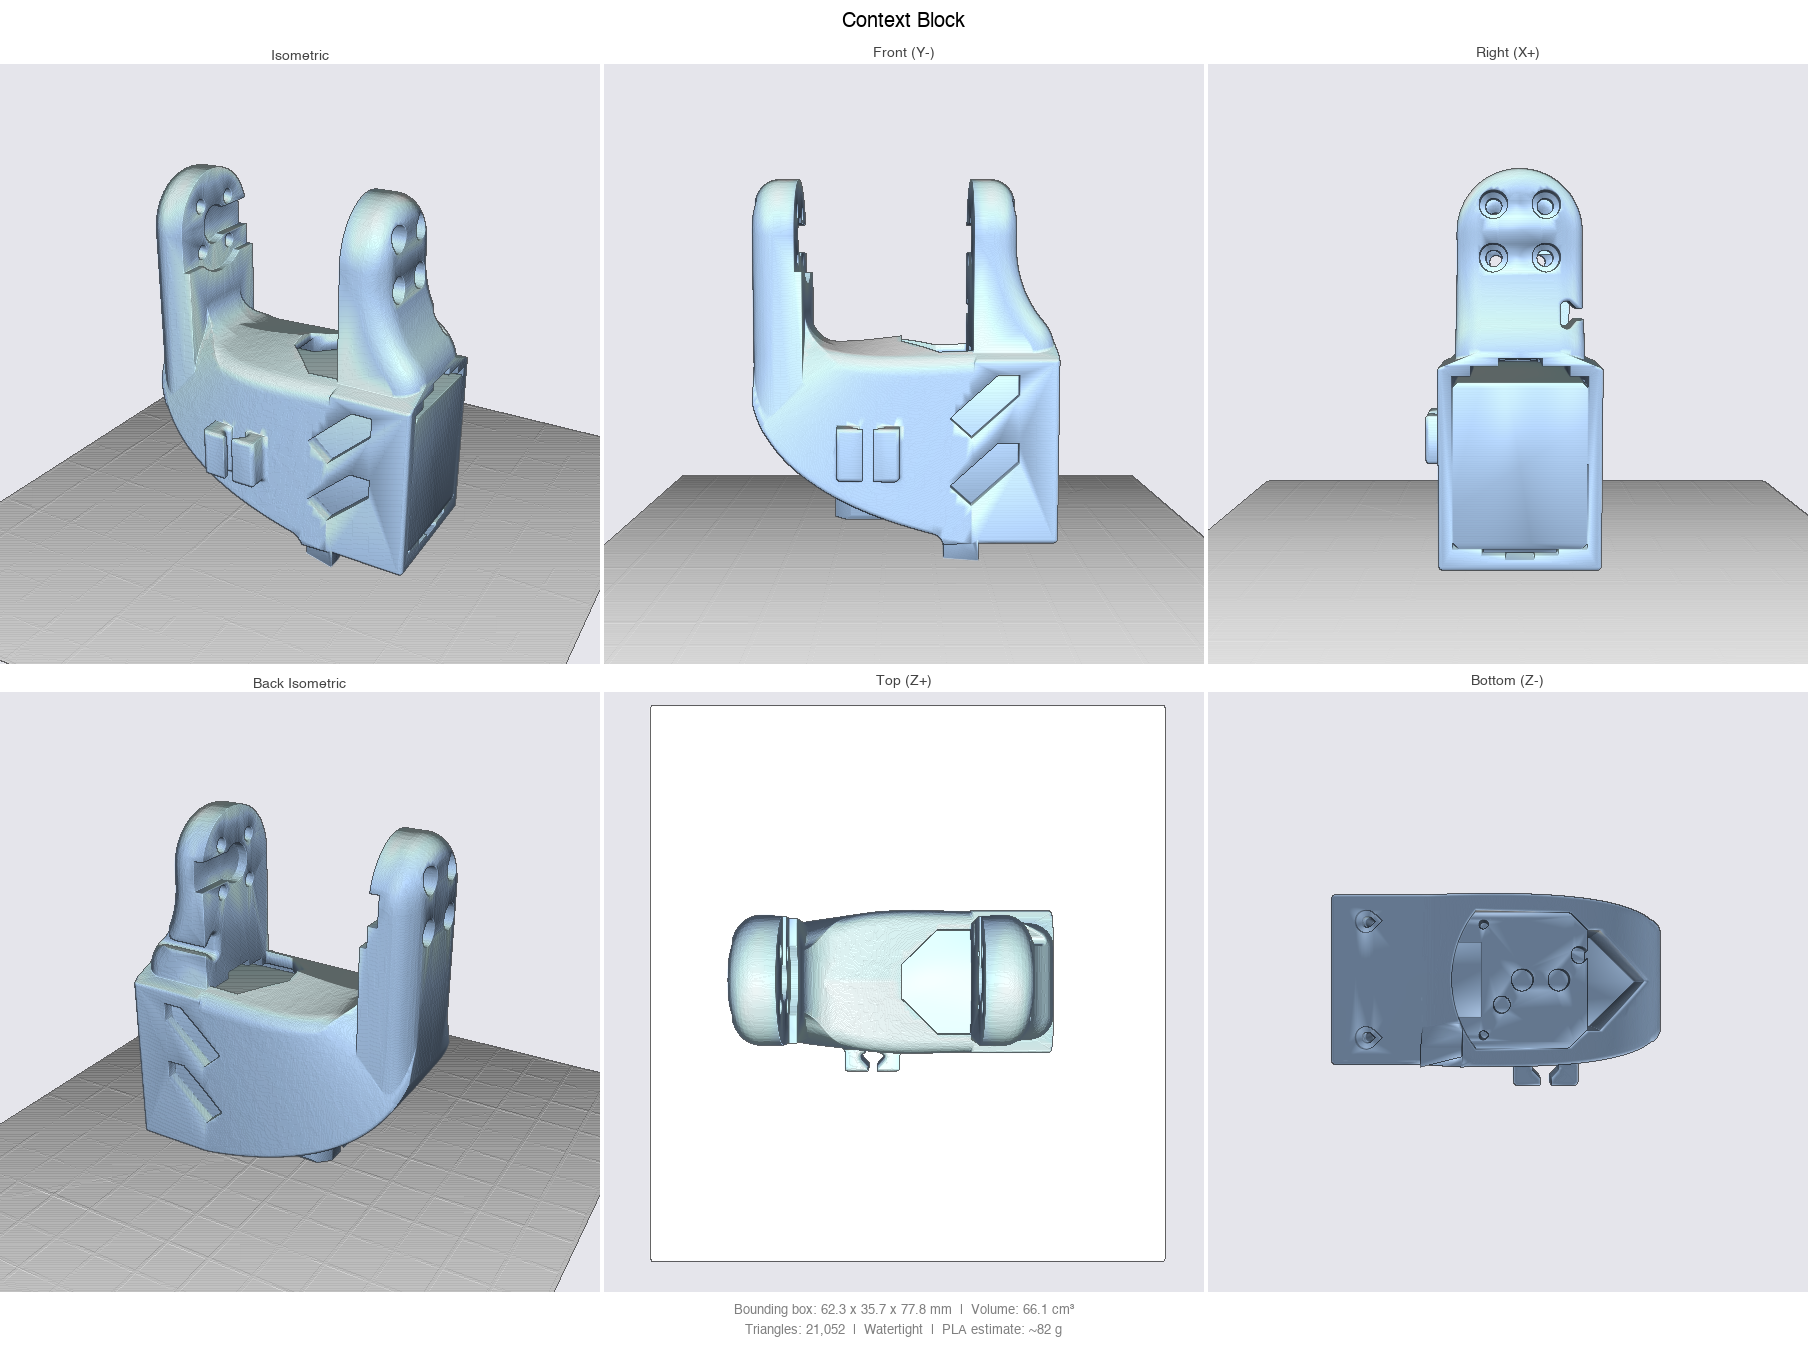 Context Block
Isometric
Front (Y-)
Right (X+)
Back Isometric
Top (Z+)
Bottom (Z-)
Bounding box: 62.3 x 35.7 x 77.8 mm | Volume: 66.1 cm³
Triangles: 21,052 | Watertight | PLA estimate: ~82 g